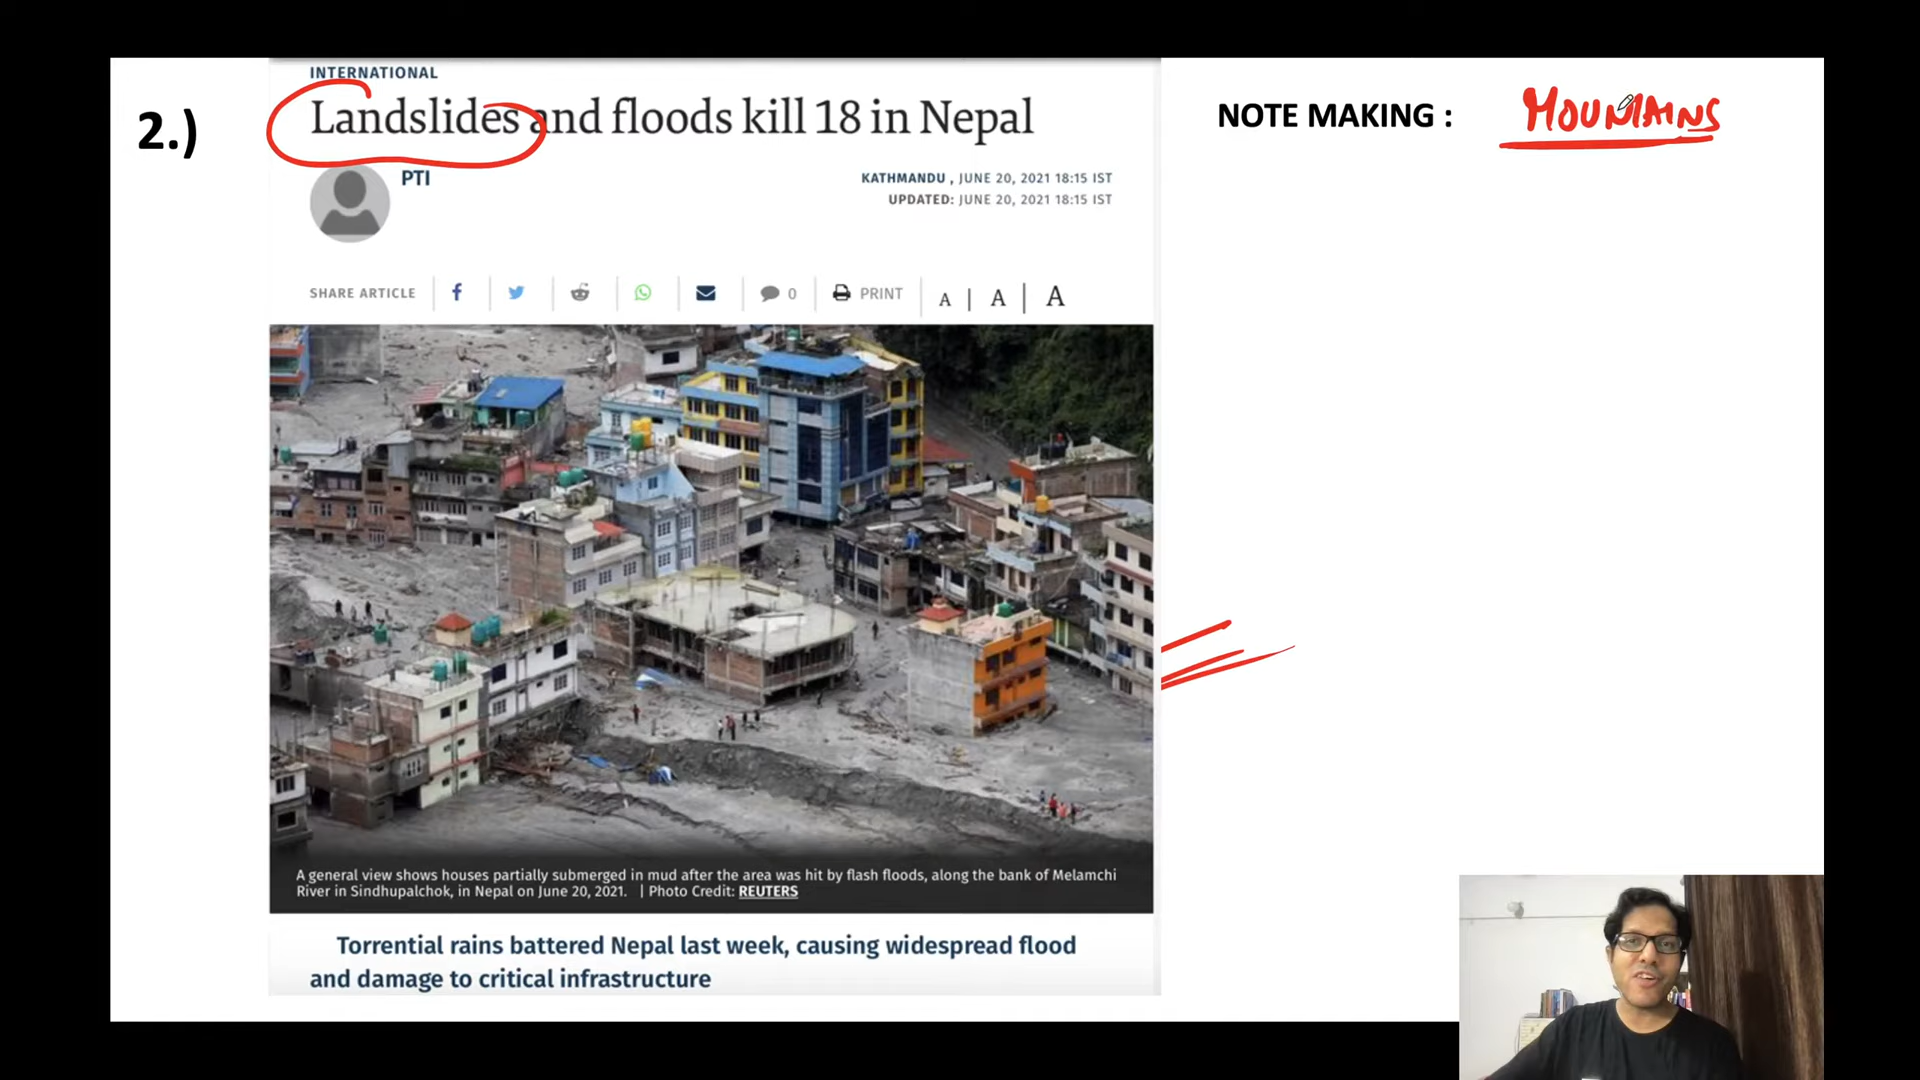 2.)
INTERNATIONAL
Landslides and floods kill 18 in Nepal
PTI
KATHMANDU , JUNE 20, 2021 18:15 IST
UPDATED: JUNE 20, 2021 18:15 IST
SHARE ARTICLE 0 PRINT A | A | A
A general view shows houses partially submerged in mud after the area was hit by flash floods, along the bank of Melamchi
River in Sindhupalchok, in Nepal on June 20, 2021. | Photo Credit: REUTERS
Torrential rains battered Nepal last week, causing widespread flood
and damage to critical infrastructure
NOTE MAKING : MOUNTAINS